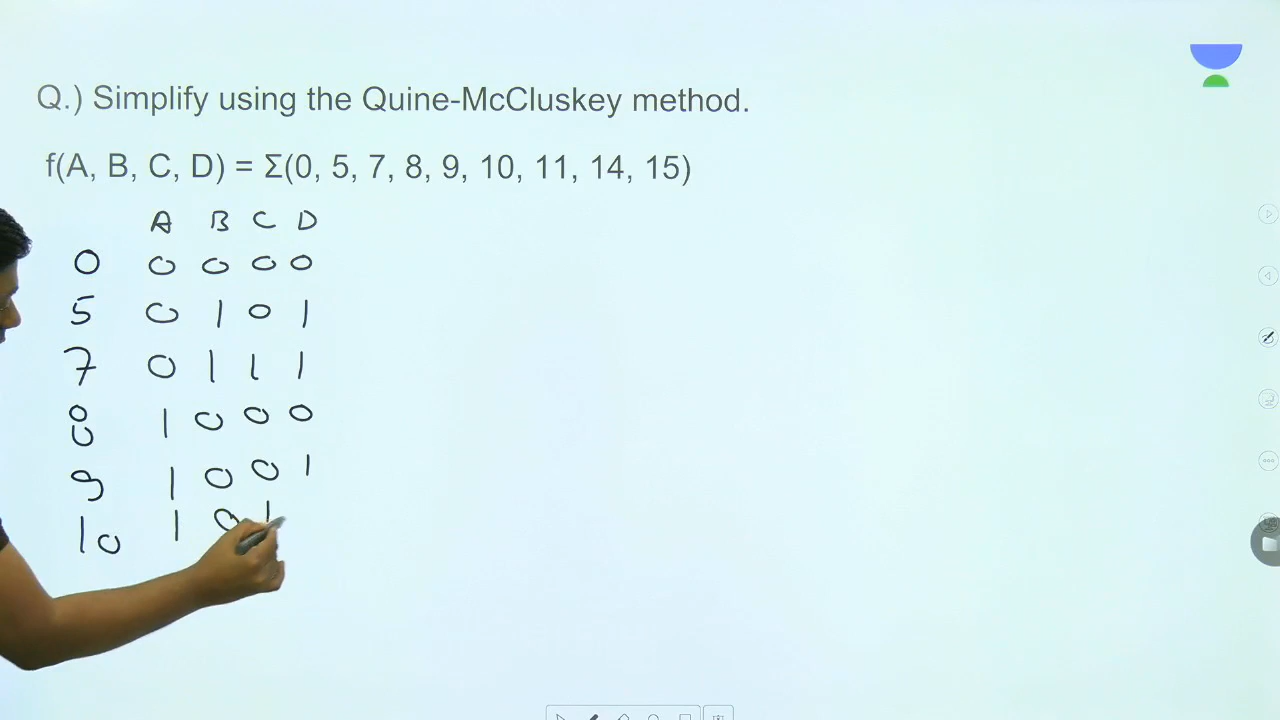 Q.) Simplify using the Quine-McCluskey method.
f(A, B, C, D) = Σ(0, 5, 7, 8, 9, 10, 11, 14, 15)
A B C D
0 0 0 0 0
5 0 1 0 1
7 0 1 1 1
8 1 0 0 0
9 1 0 0 1
10 1 0 1